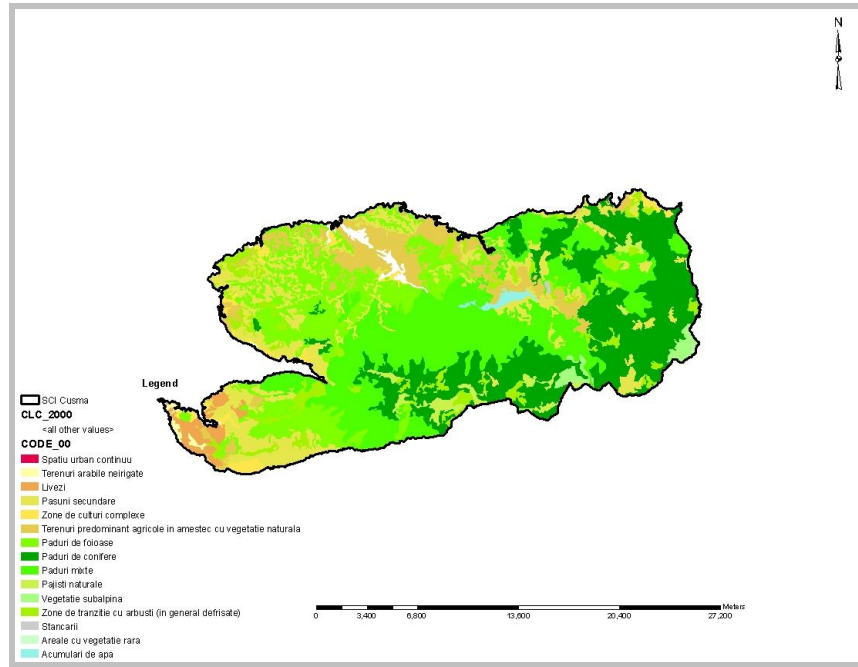 N
Legend
SCI Cusma
CLC_2000
<all other values>
CODE_00
Spatiu urban continuu
Terenuri arabile neirigate
Livezi
Pasuni secundare
Zone de culturi complexe
Terenuri predominant agricole in amestec cu vegetatie naturala
Paduri de foioase
Paduri de conifere
Paduri mixte
Pajisti naturale
Vegetatie subalpina
Zone de tranzitie cu arbusti (in general defrisate)
Stancarii
Areale cu vegetatie rara
Acumulari de apa
Meters
0 3,400 6,800 13,600 20,400 27,200